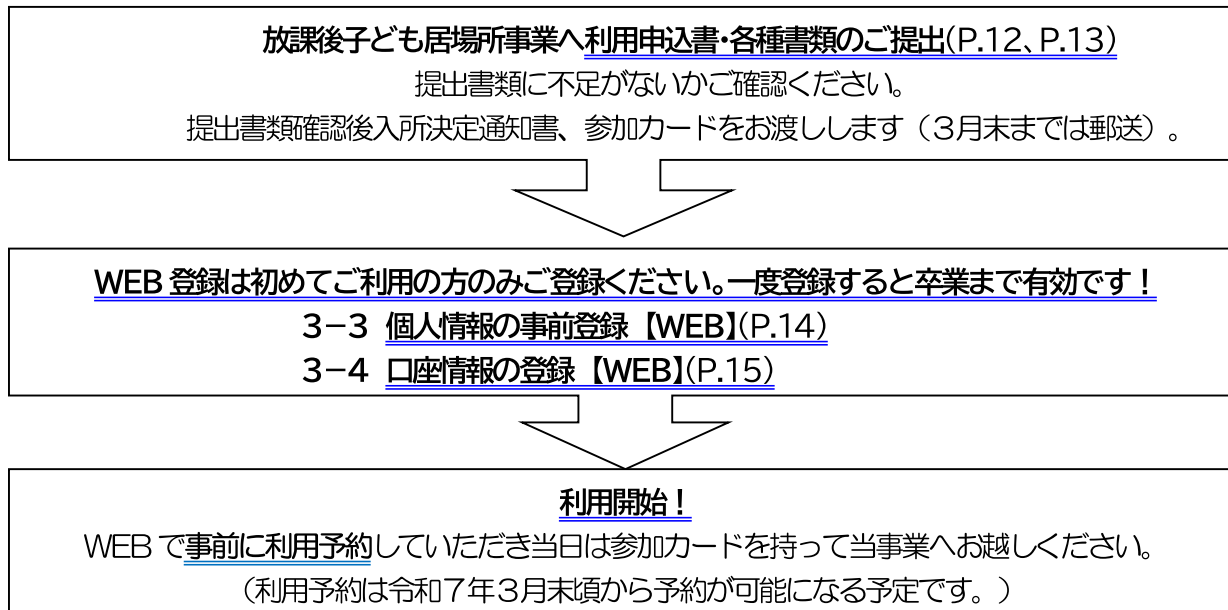 放課後子ども居場所事業へ利用申込書・各種書類のご提出(P.12、P.13)
提出書類に不足がないかご確認ください。
提出書類確認後入所決定通知書、参加カードをお渡しします（３月末までは郵送）。
WEB 登録は初めてご利用の方のみご登録ください。一度登録すると卒業まで有効です！
３－３ 個人情報の事前登録【WEB】(P.14)
３－４ 口座情報の登録【WEB】(P.15)
利用開始！
WEB で事前に利用予約していただき当日は参加カードを持って当事業へお越しください。
（利用予約は令和７年３月末頃から予約が可能になる予定です。）